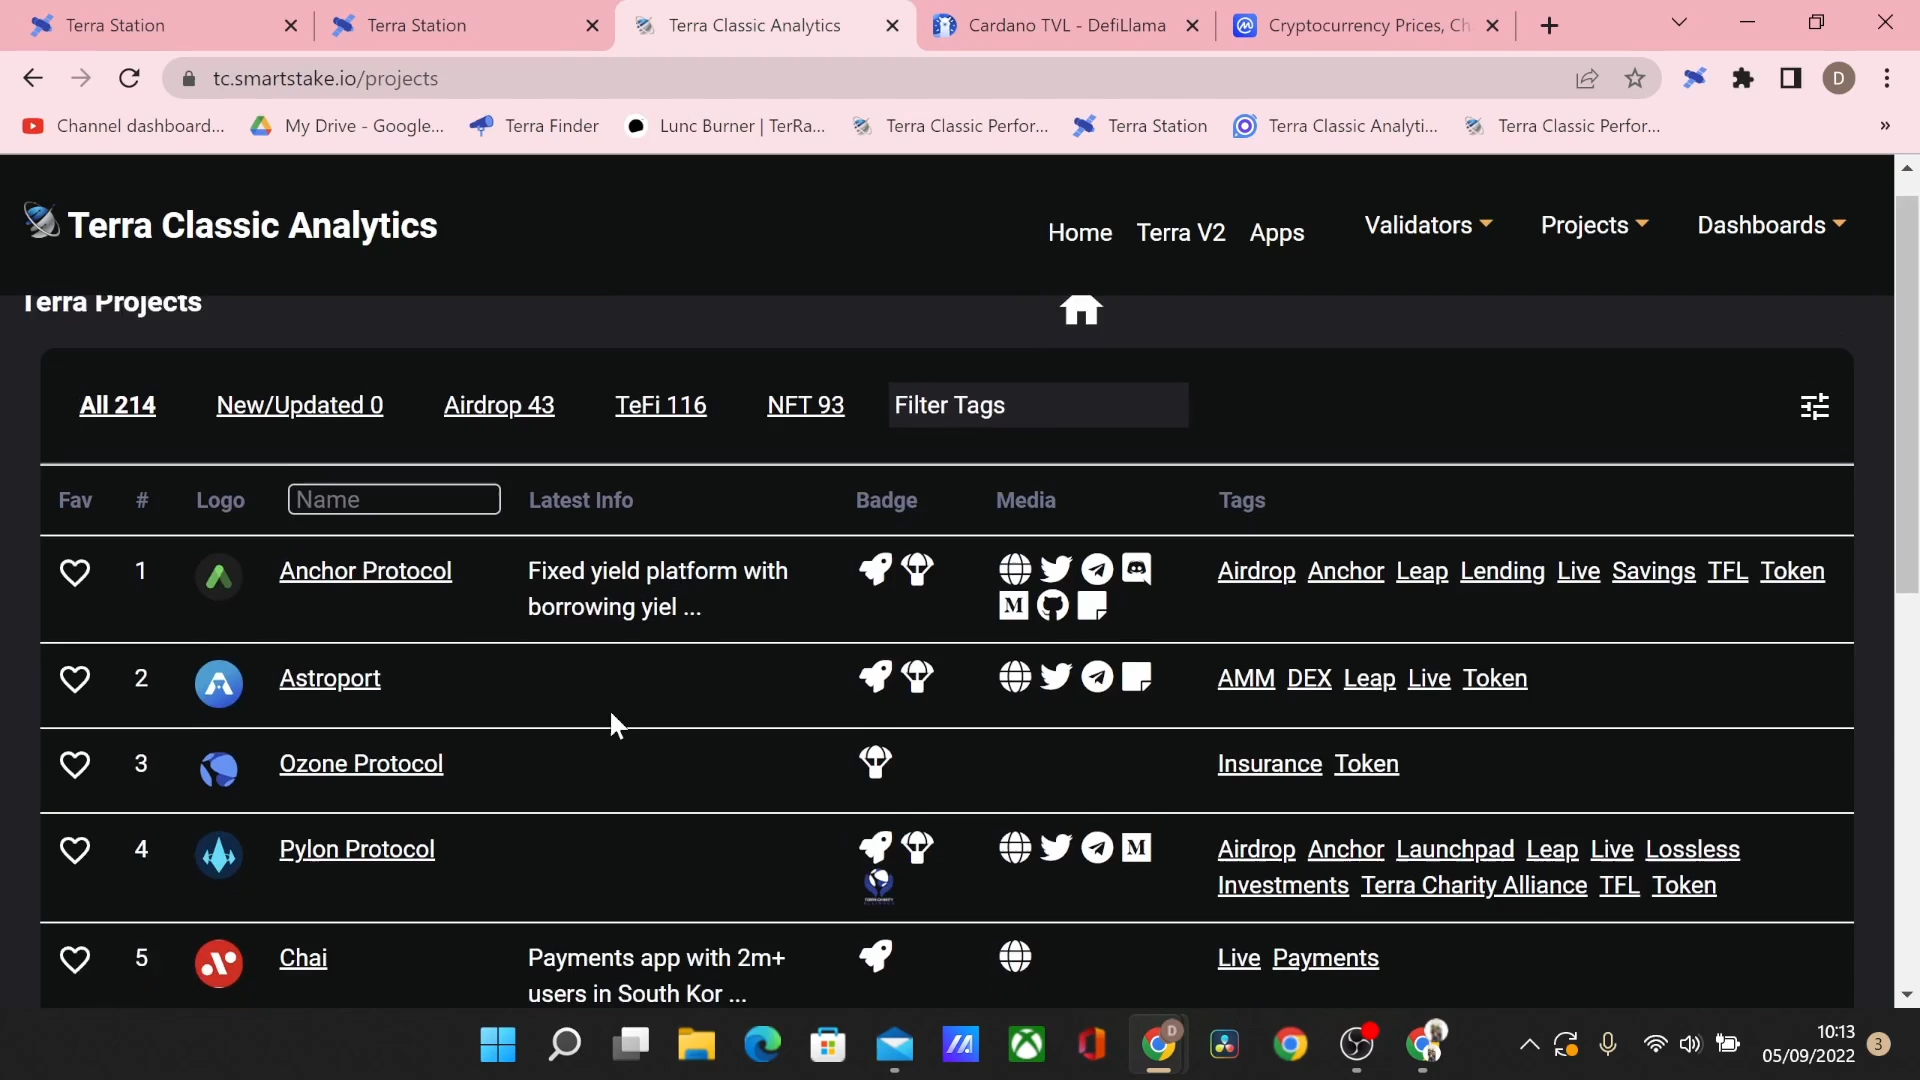 Terra Station
Terra Station
Terra Classic Analytics
Cardano TVL - DefiLlama
Cryptocurrency Prices, Ch
tc.smartstake.io/projects
D
Channel dashboard...
My Drive - Google...
Terra Finder
Lunc Burner | TerRa...
Terra Classic Perfor...
Terra Station
Terra Classic Analyti...
Terra Classic Perfor...
»
Terra Classic Analytics
Home
Terra V2
Apps
Validators
Projects
Dashboards
Terra Projects
All 214
New/Updated 0
Airdrop 43
TeFi 116
NFT 93
Filter Tags
Fav # Logo Name Latest Info Badge Media Tags
1 Anchor Protocol Fixed yield platform with Airdrop Anchor Leap Lending Live Savings TFL Token
borrowing yiel ... M
2 Astroport AMM DEX Leap Live Token
3 Ozone Protocol Insurance Token
4 Pylon Protocol M Airdrop Anchor Launchpad Leap Live Lossless
Investments Terra Charity Alliance TFL Token
5 Chai Payments app with 2m+ Live Payments
users in South Kor ...
D
10:13
05/09/2022
3